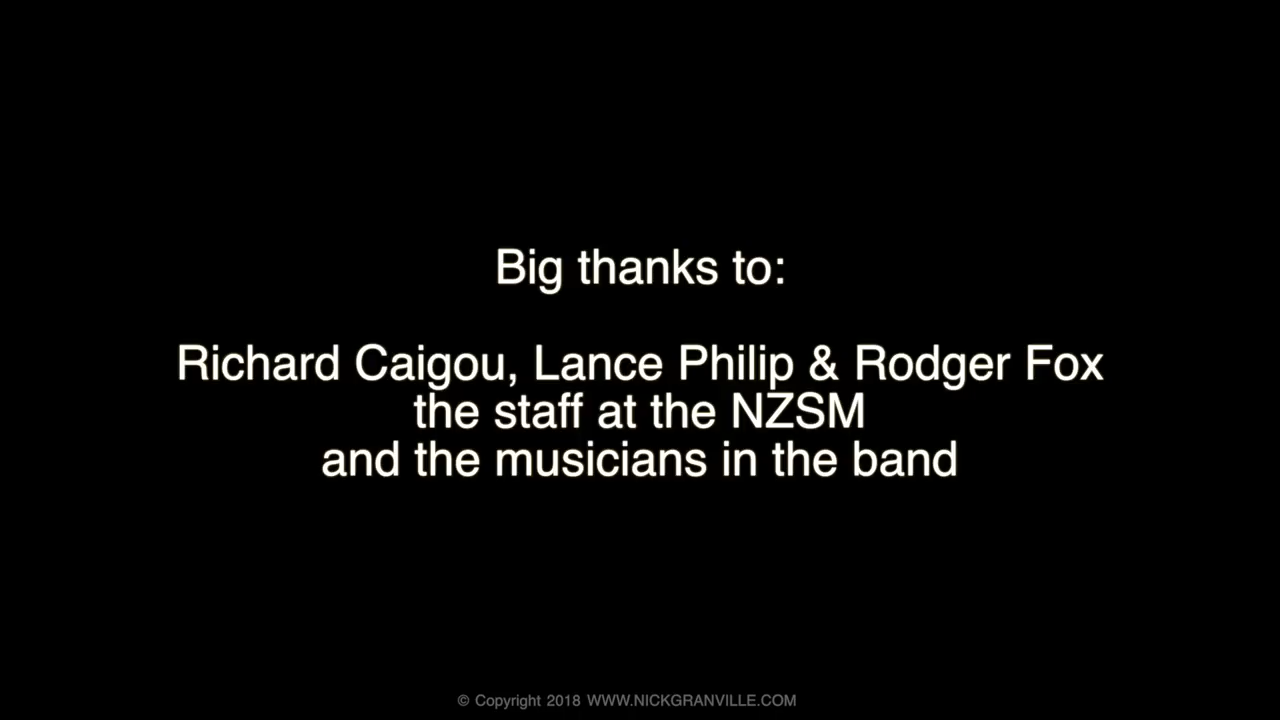 Big thanks to:
Richard Caigou, Lance Philip & Rodger Fox
the staff at the NZSM
and the musicians in the band
© Copyright 2018 WWW.NICKGRANVILLE.COM